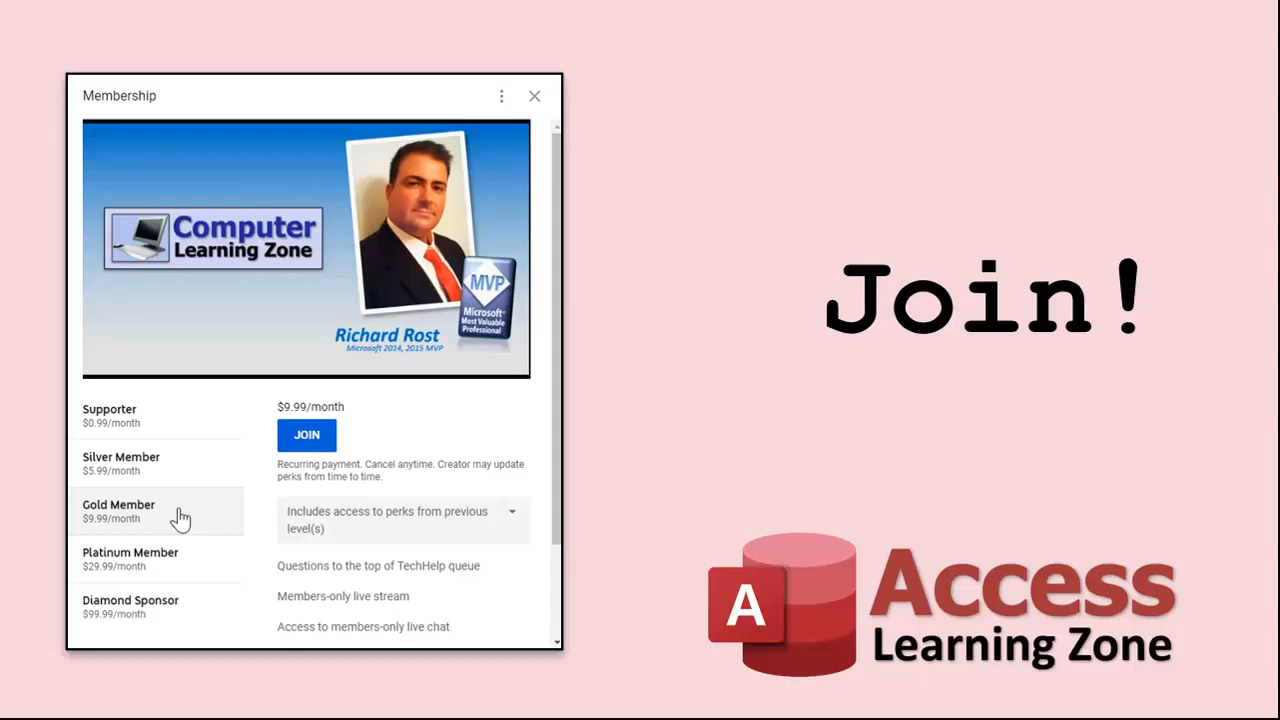 Membership
Computer
Learning Zone
MVP
Microsoft®
Most Valuable
Professional
Richard Rost
Microsoft 2014, 2015 MVP
Supporter
$0.99/month
Silver Member
$5.99/month
Gold Member
$9.99/month
Platinum Member
$29.99/month
Diamond Sponsor
$99.99/month
$9.99/month
JOIN
Recurring payment. Cancel anytime. Creator may update
perks from time to time.
Includes access to perks from previous
level(s)
Questions to the top of TechHelp queue
Members-only live stream
Access to members-only live chat
Join!
A
Access
Learning Zone